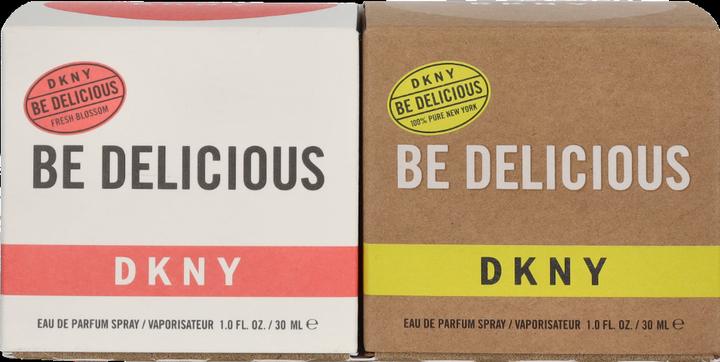 DKNY
BE DELICIOUS
FRESH BLOSSOM
BE DELICIOUS
DKNY
EAU DE PARFUM SPRAY / VAPORISATEUR 1.0 FL. OZ. / 30 ML ℮
DKNY
BE DELICIOUS
100% PURE NEW YORK
BE DELICIOUS
DKNY
EAU DE PARFUM SPRAY / VAPORISATEUR 1.0 FL. OZ. / 30 ML ℮